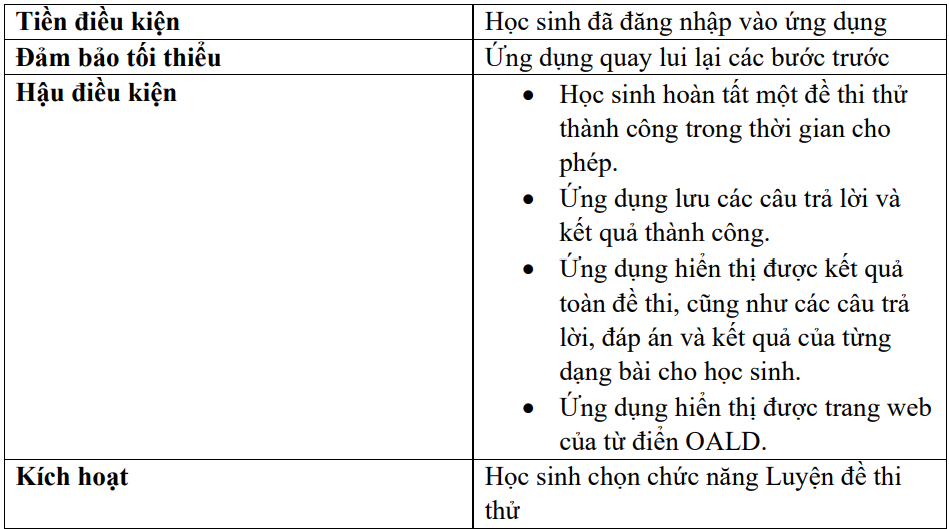 Tiền điều kiện
Học sinh đã đăng nhập vào ứng dụng
Đảm bảo tối thiểu
Ứng dụng quay lui lại các bước trước
Hậu điều kiện
• Học sinh hoàn tất một đề thi thử
thành công trong thời gian cho
phép.
• Ứng dụng lưu các câu trả lời và
kết quả thành công.
• Ứng dụng hiển thị được kết quả
toàn đề thi, cũng như các câu trả
lời, đáp án và kết quả của từng
dạng bài cho học sinh.
• Ứng dụng hiển thị được trang web
của từ điển OALD.
Kích hoạt
Học sinh chọn chức năng Luyện đề thi
thử